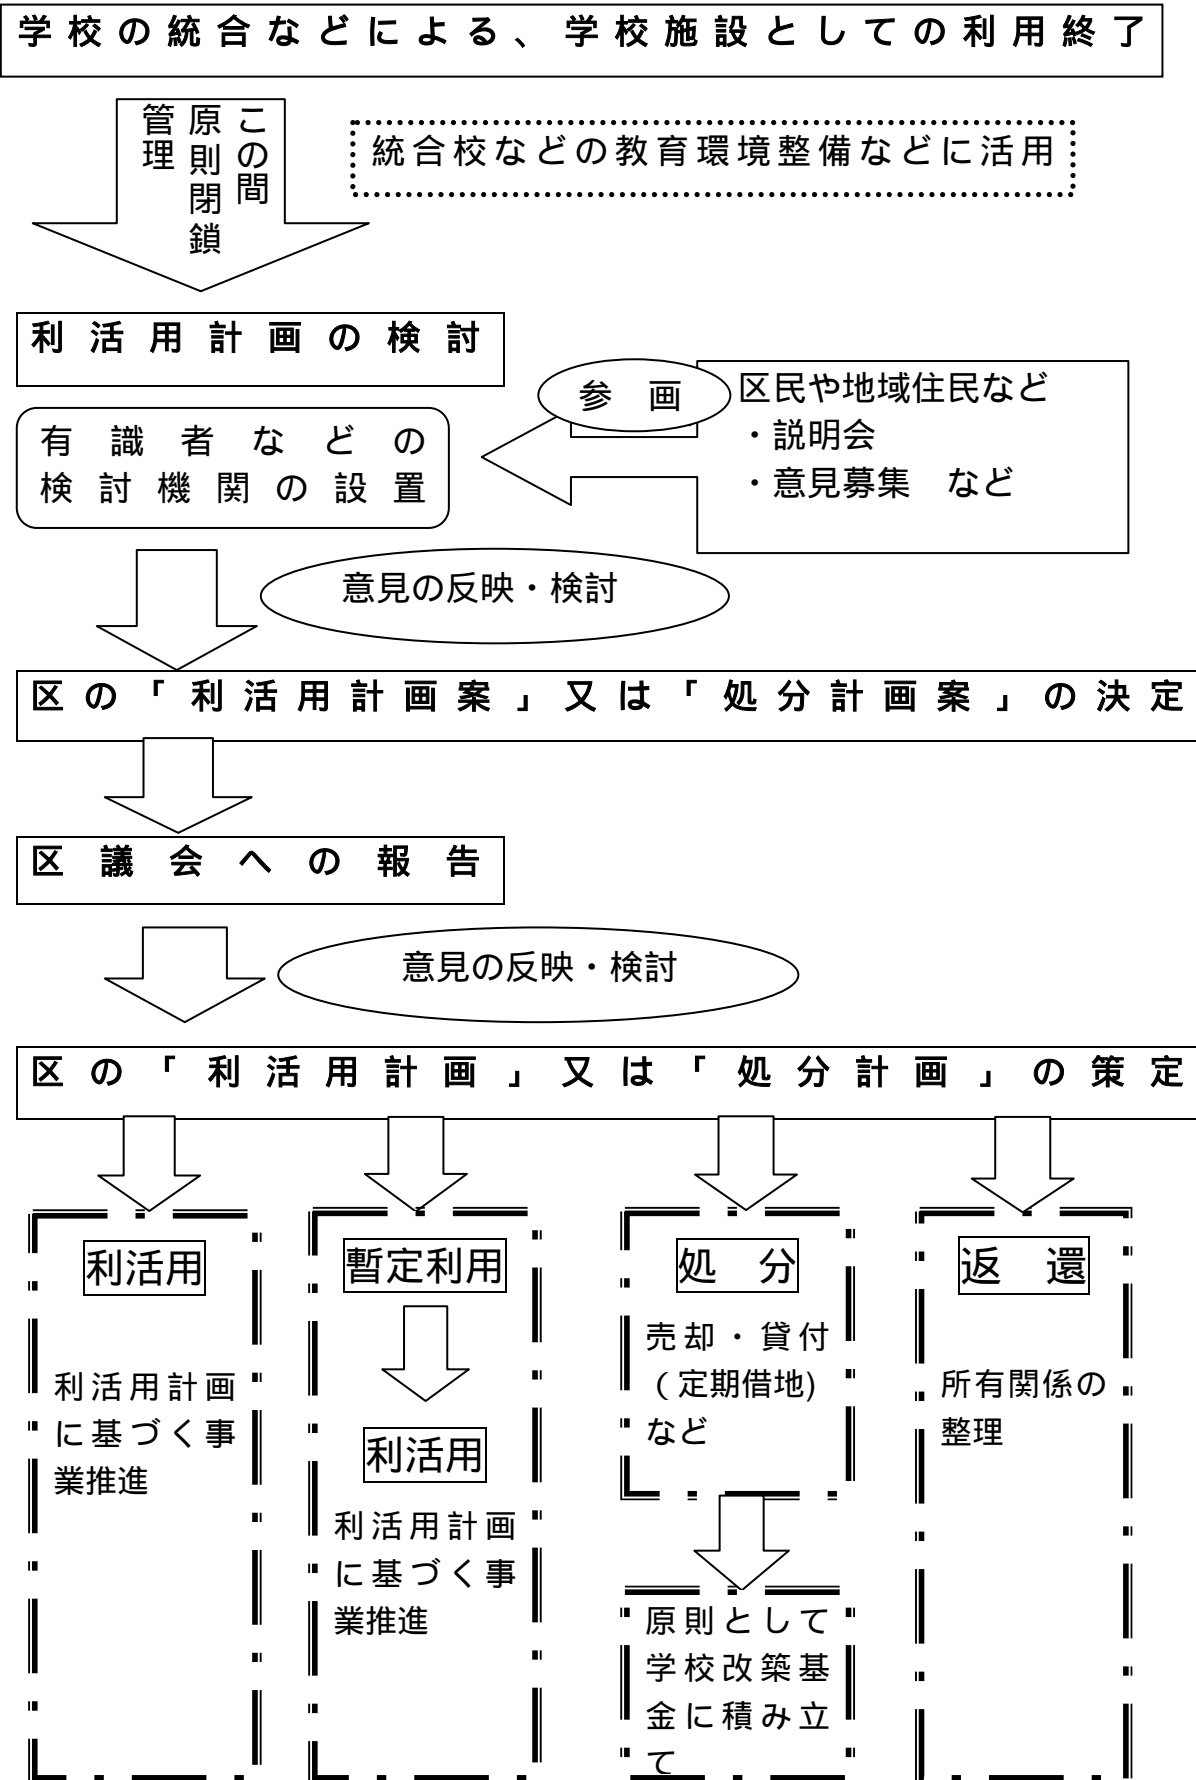 学校の統合などによる、学校施設としての利用終了
この間
原則閉鎖
管理
統合校などの教育環境整備などに活用
利活用計画の検討
有識者などの
検討機関の設置
参　画
区民や地域住民など
・説明会
・意見募集　など
意見の反映・検討
区の「利活用計画案」又は「処分計画案」の決定
区議会への報告
意見の反映・検討
区の「利活用計画」又は「処分計画」の策定
利活用
利活用計画
に基づく事
業推進
暫定利用
利活用
利活用計画
に基づく事
業推進
処　分
売却・貸付
（定期借地)
など
原則として
学校改築基
金に積み立
て
返　還
所有関係の
整理